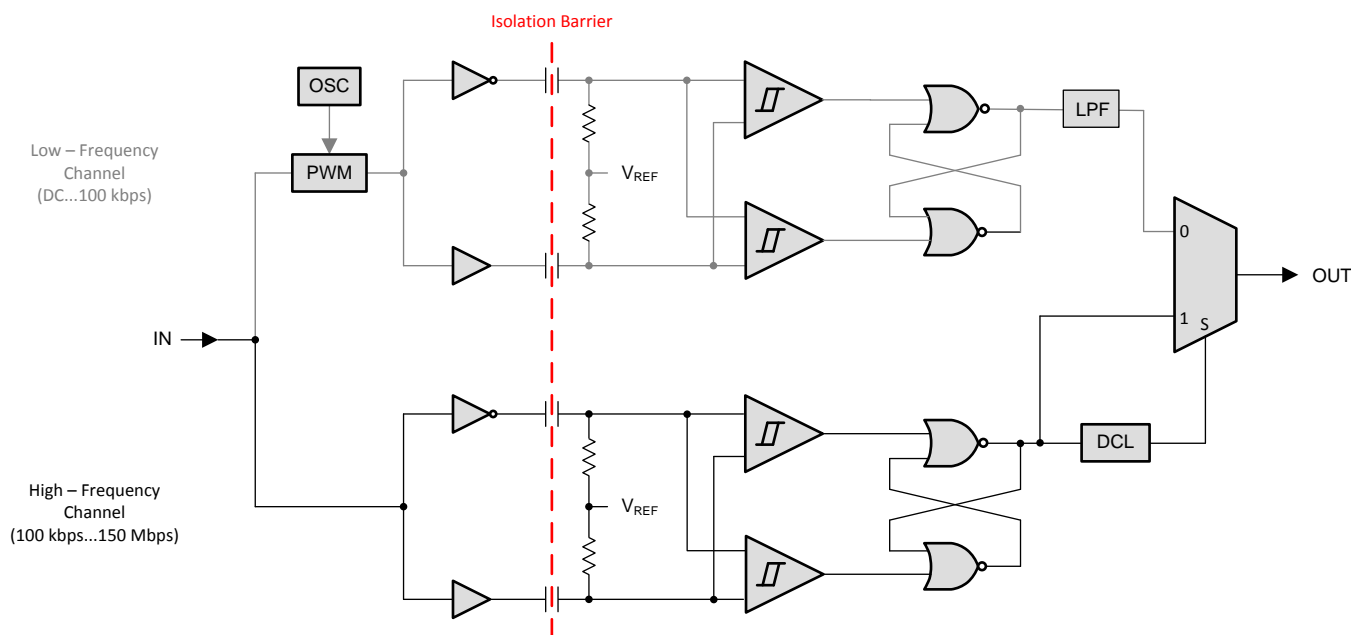 Isolation Barrier
OSC
PWM
Low – Frequency
Channel
(DC...100 kbps)
VREF
LPF
0
1
S
OUT
IN
High – Frequency
Channel
(100 kbps...150 Mbps)
VREF
DCL